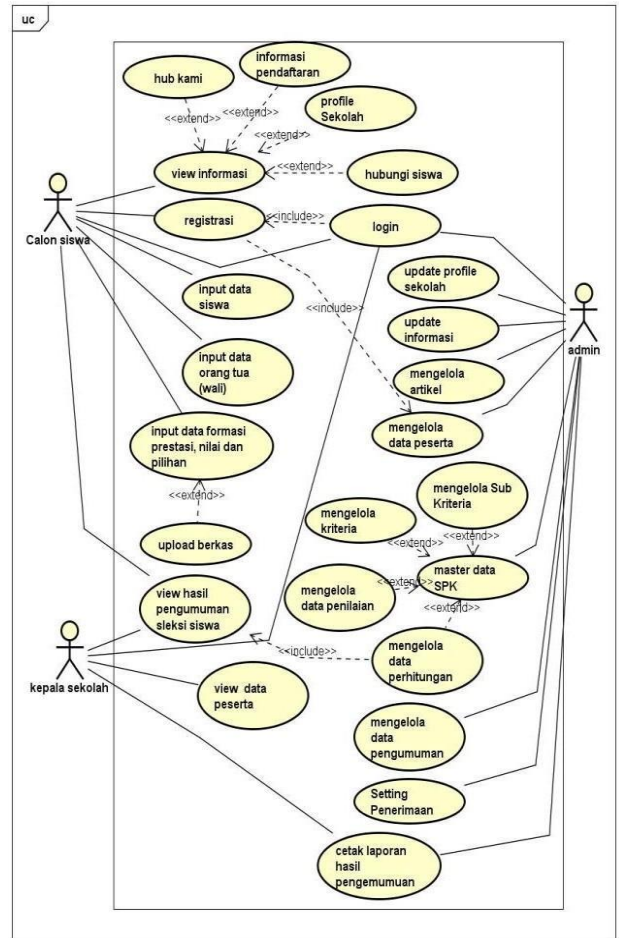 uc
hub kami
informasi
pendaftaran
profile
Sekolah
<<extend>>
<<extend>>
<<extend>>
view informasi
<<extend>>
hubungi siswa
Calon siswa
registrasi
<<include>>
login
input data
siswa
<<include>>
update profile
sekolah
update
informasi
admin
input data
orang tua
(wali)
mengelola
artikel
input data formasi
prestasi, nilai dan
pilihan
mengelola
data peserta
<<extend>>
upload berkas
mengelola
kriteria
mengelola Sub
Kriteria
<<extend>>
<<extend>>
master data
SPK
<<extend>>
<<extend>>
mengelola
data penilaian
view hasil
pengumuman
sleksi siswa
<<include>>
mengelola
data
perhitungan
kepala sekolah
view data
peserta
mengelola
data
pengumuman
Setting
Penerimaan
cetak laporan
hasil
pengemumuan